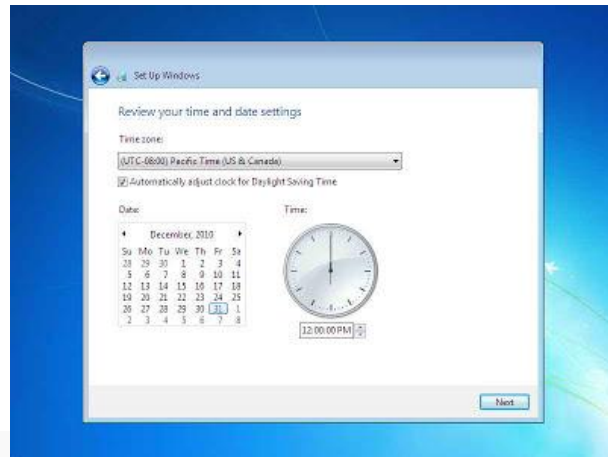 Set Up Windows
Review your time and date settings
Time zone:
(UTC-08:00) Pacific Time (US & Canada)
Automatically adjust clock for Daylight Saving Time
Date: Time:
December, 2010
Su Mo Tu We Th Fr Sa
28 29 30 1 2 3 4
5 6 7 8 9 10 11
12 13 14 15 16 17 18
19 20 21 22 23 24 25
26 27 28 29 30 31 1
2 3 4 5 6 7 8
12:00:00 PM
Next